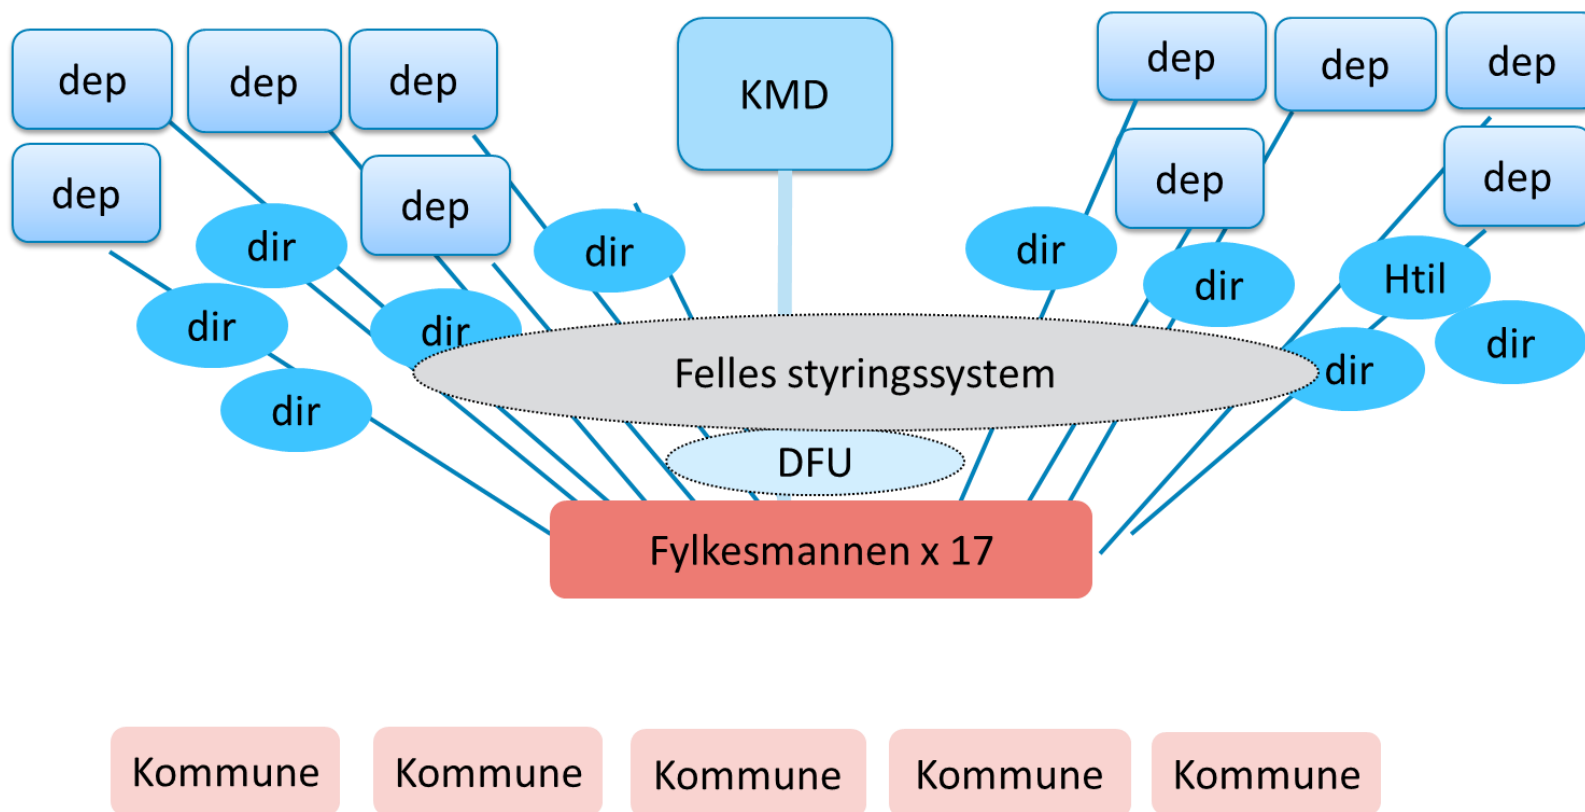 dep
dep
dep
KMD
dep
dep
dep
dep
dep
dep
dep
dir
dir
dir
dir
Htil
dir
dir
Felles styringssystem
dir
dir
dir
DFU
Fylkesmannen x 17
Kommune
Kommune
Kommune
Kommune
Kommune